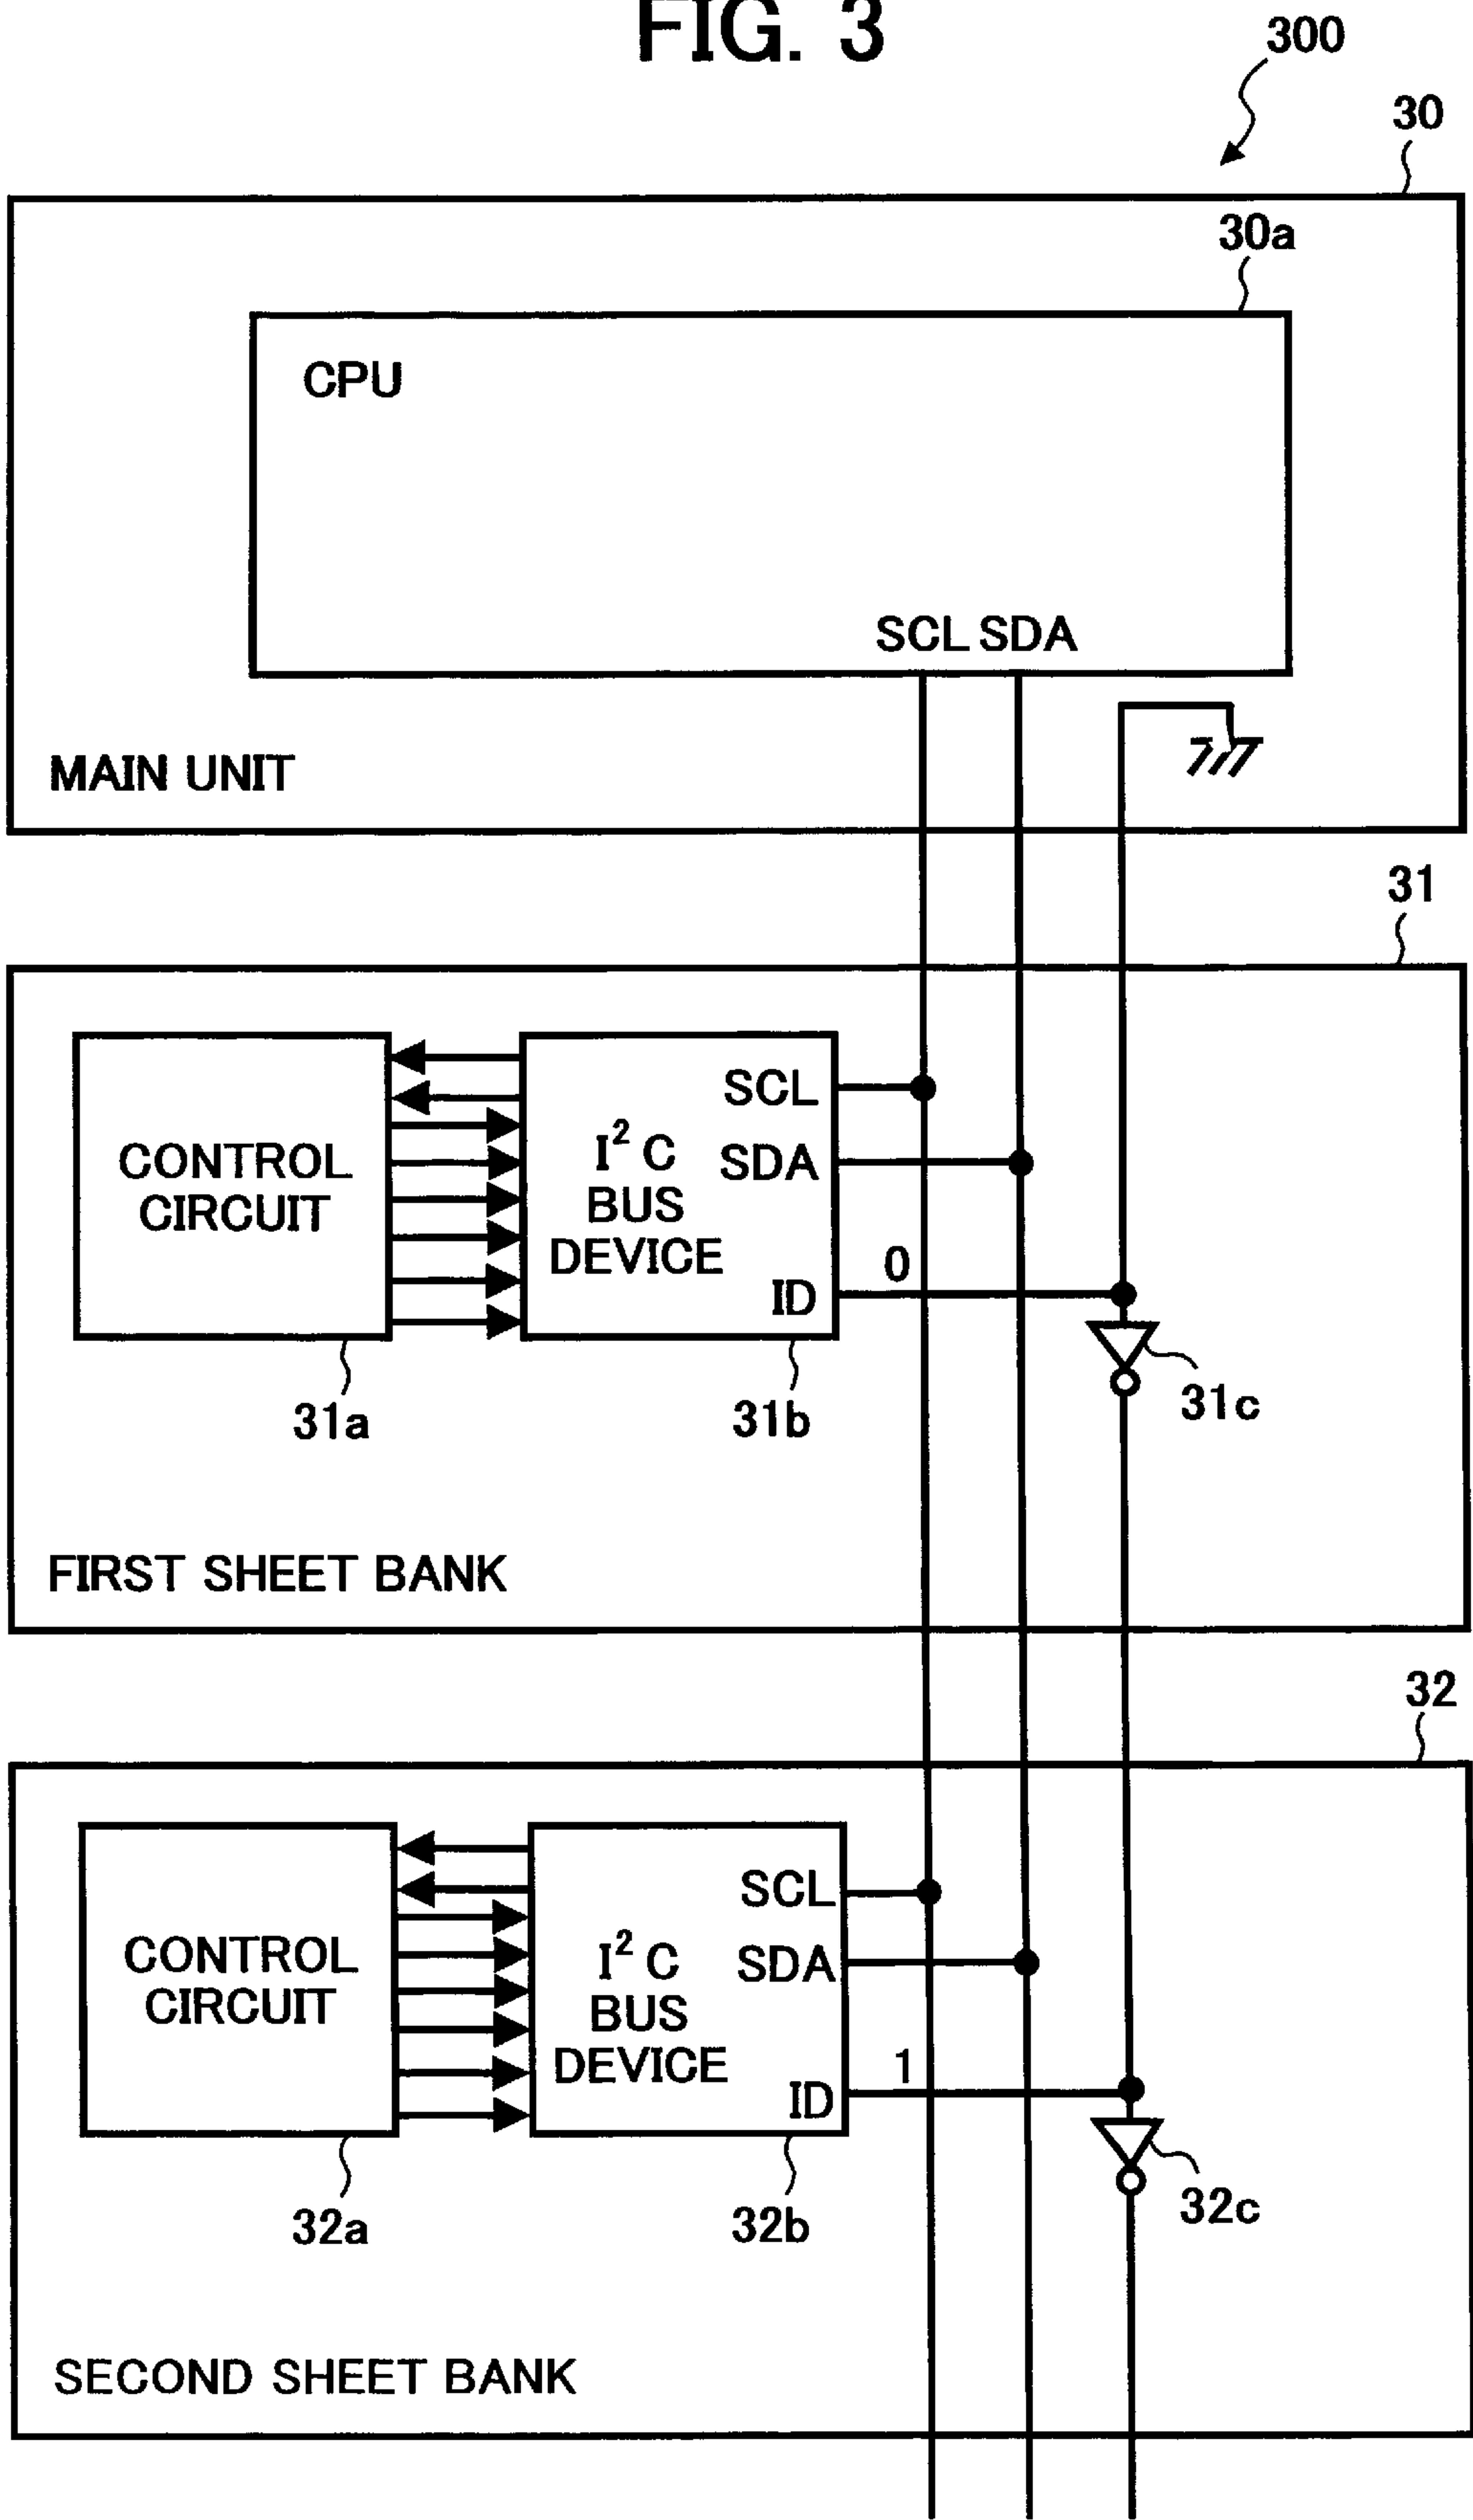 FIG. 3
300
30
30a
CPU
SCL SDA
MAIN UNIT
31
CONTROL
CIRCUIT
I² C
BUS
DEVICE
SCL
SDA
ID
0
31a
31b
31c
FIRST SHEET BANK
32
CONTROL
CIRCUIT
I² C
BUS
DEVICE
SCL
SDA
ID
1
32a
32b
32c
SECOND SHEET BANK